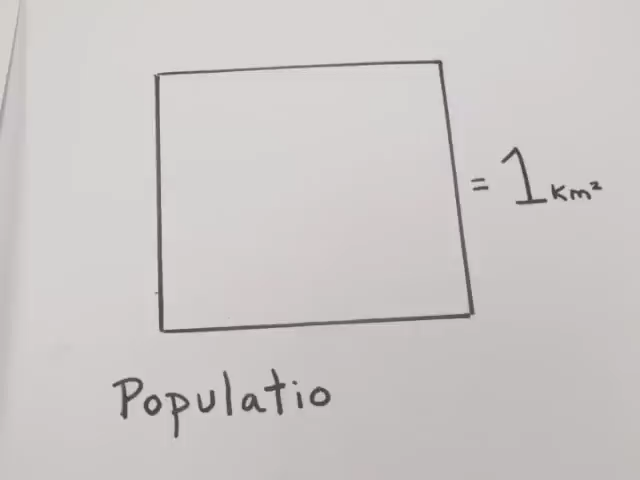 = 1 km²
Populatio